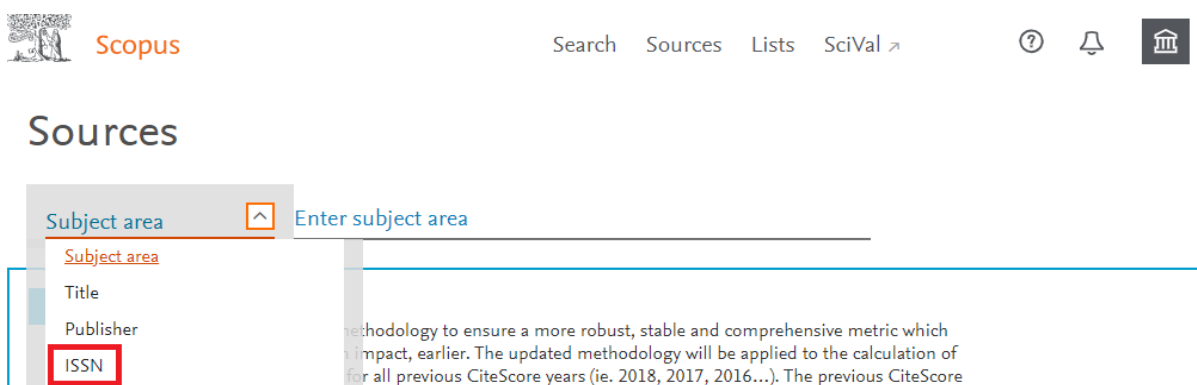 Scopus
Search Sources Lists SciVal
Sources
Subject area Enter subject area
Subject area
Title
Publisher
ISSN
ethodology to ensure a more robust, stable and comprehensive metric which
impact, earlier. The updated methodology will be applied to the calculation of
for all previous CiteScore years (ie. 2018, 2017, 2016...). The previous CiteScore